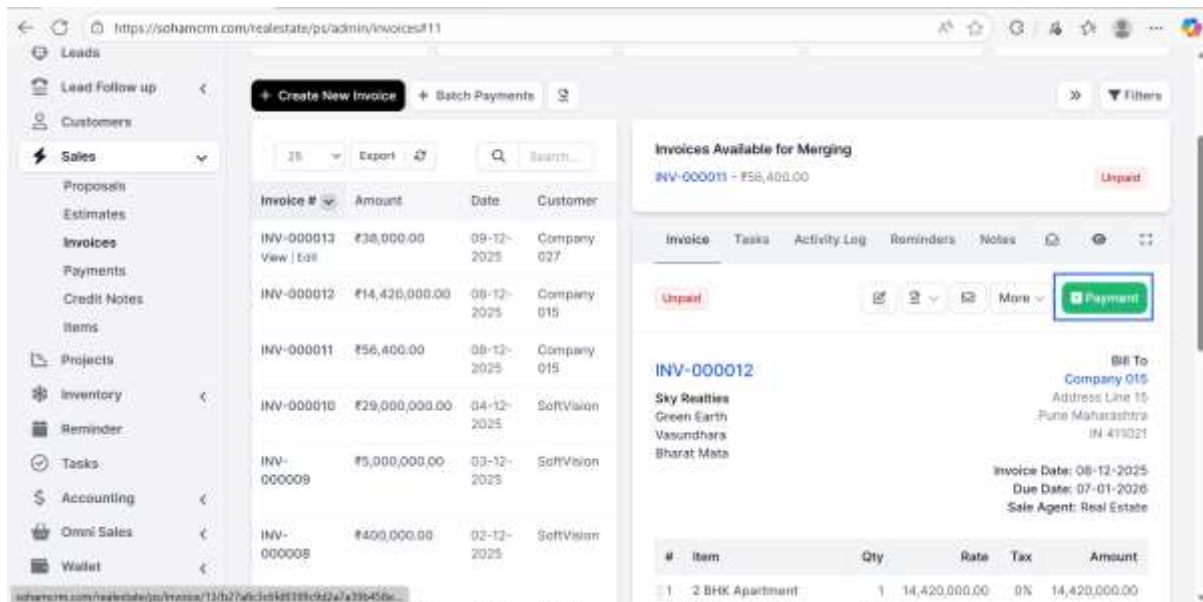 https://sohamcrm.com/realestate/ps/admin/invoices#11
Leads
Lead Follow up
Customers
Sales
Proposals
Estimates
Invoices
Payments
Credit Notes
Items
Projects
Inventory
Reminder
Tasks
Accounting
Omni Sales
Wallet
+ Create New Invoice + Batch Payments
Filters
25 Export Search...
Invoice # Amount Date Customer
INV-000013 ₹38,000.00 09-12-2025 Company 027
View | Edit
INV-000012 ₹14,420,000.00 08-12-2025 Company 015
INV-000011 ₹56,400.00 08-12-2025 Company 015
INV-000010 ₹29,000,000.00 04-12-2025 SoftVision
INV-000009 ₹5,000,000.00 03-12-2025 SoftVision
INV-000008 ₹400,000.00 02-12-2025 SoftVision
Invoices Available for Merging
INV-000011 - ₹56,400.00 Unpaid
Invoice Tasks Activity Log Reminders Notes
Unpaid More Payment
INV-000012
Sky Realties
Green Earth
Vasundhara
Bharat Mata
Bill To
Company 015
Address Line 15
Pune Maharashtra
IN 411021
Invoice Date: 08-12-2025
Due Date: 07-01-2026
Sale Agent: Real Estate
# Item Qty Rate Tax Amount
1 2 BHK Apartment 1 14,420,000.00 0% 14,420,000.00